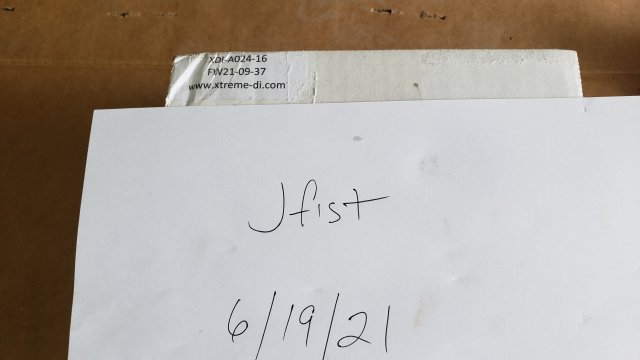 XDI-A024-16
FW21-09-37
www.xtreme-di.com
Jfist
6/19/21